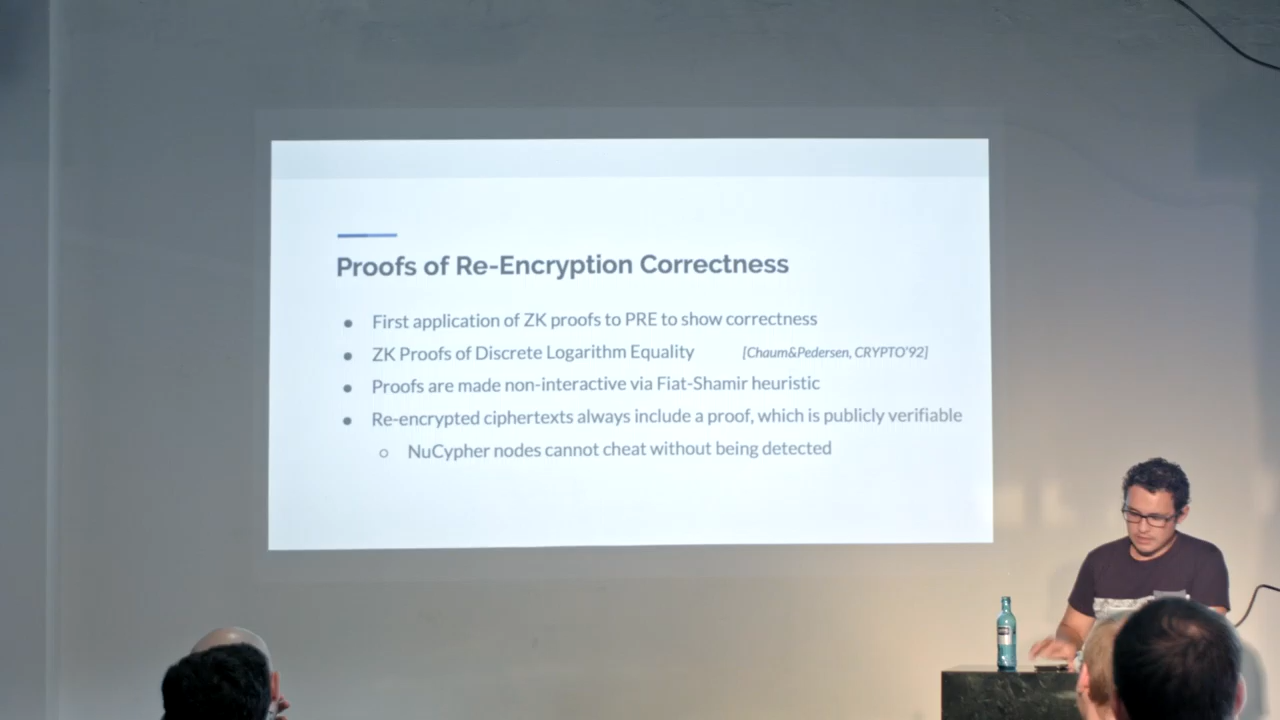 Proofs of Re-Encryption Correctness
● First application of ZK proofs to PRE to show correctness
● ZK Proofs of Discrete Logarithm Equality [Chaum&Pedersen, CRYPTO'92]
● Proofs are made non-interactive via Fiat-Shamir heuristic
● Re-encrypted ciphertexts always include a proof, which is publicly verifiable
○ NuCypher nodes cannot cheat without being detected